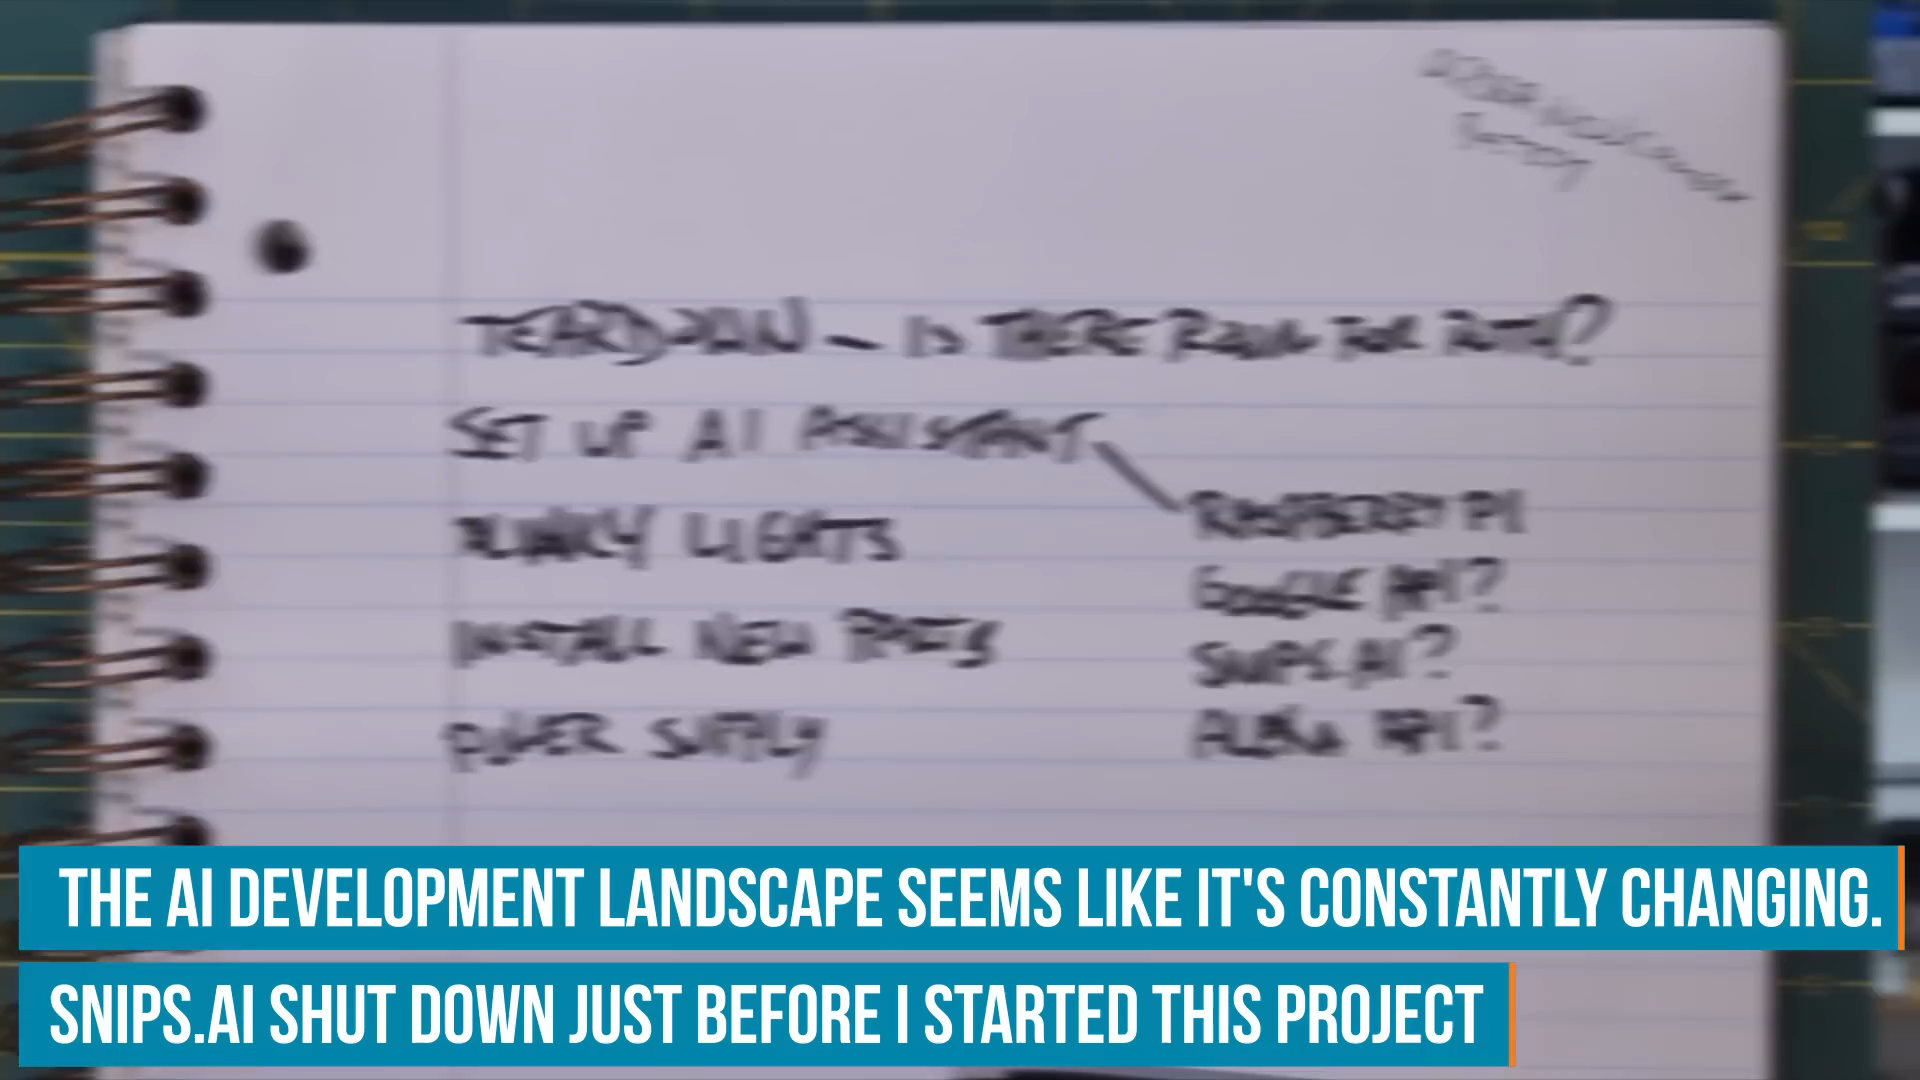 TEARDOWN - IS THERE ROOM FOR BOTH?
SET UP AI ASSISTANT
RASPBERRY PI
GOOGLE API?
SNIPS.AI?
ALEXA API?
BLINKY LIGHTS
INSTALL NEW PARTS
POWER SUPPLY
THE AI DEVELOPMENT LANDSCAPE SEEMS LIKE IT'S CONSTANTLY CHANGING.
SNIPS.AI SHUT DOWN JUST BEFORE I STARTED THIS PROJECT